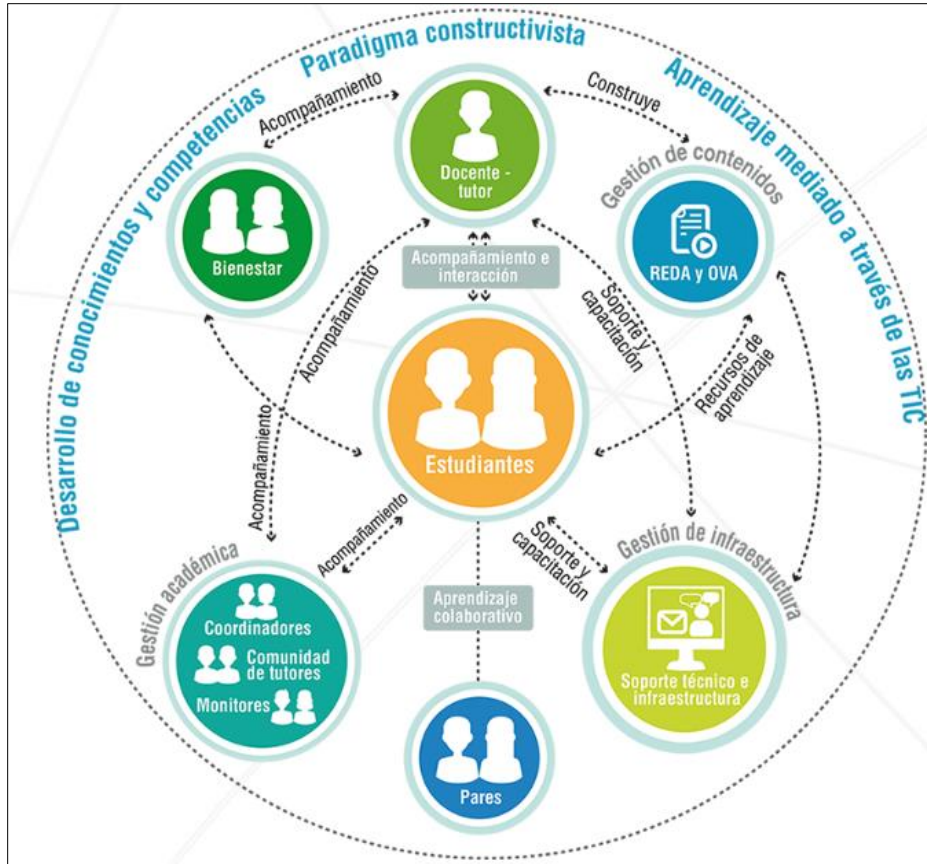 Paradigma constructivista
Desarrollo de conocimientos y competencias
Aprendizaje mediado a través de las TIC
Acompañamiento
Construye
Docente -
tutor
Gestión de contenidos
Bienestar
REDA y OVA
Acompañamiento e
interacción
Acompañamiento
Soporte y
capacitación
Recursos de
aprendizaje
Estudiantes
Acompañamiento
Acompañamiento
Soporte y
capacitación
Gestión académica
Gestión de infraestructura
Coordinadores
Comunidad
de tutores
Monitores
Aprendizaje
colaborativo
Soporte técnico e
infraestructura
Pares